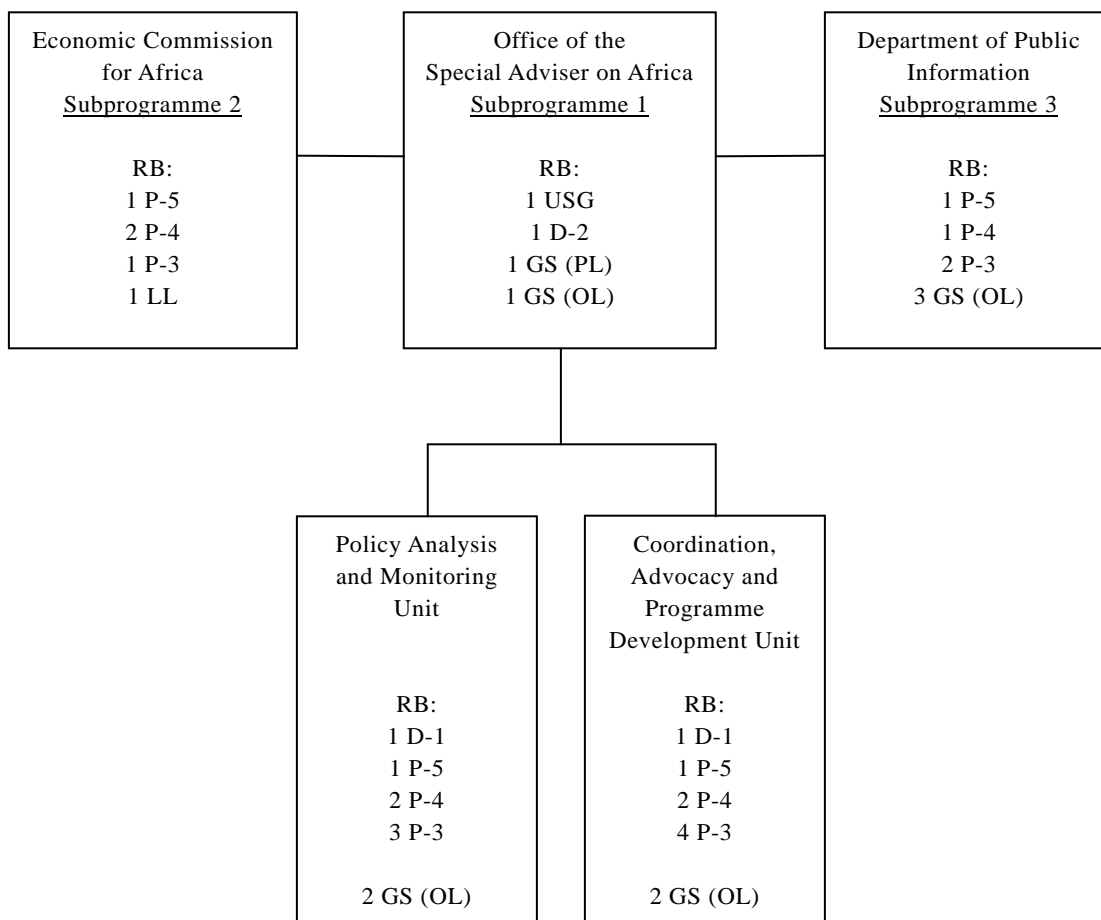 Economic Commission
for Africa
Subprogramme 2
RB:
1 P-5
2 P-4
1 P-3
1 LL
Office of the
Special Adviser on Africa
Subprogramme 1
RB:
1 USG
1 D-2
1 GS (PL)
1 GS (OL)
Department of Public
Information
Subprogramme 3
RB:
1 P-5
1 P-4
2 P-3
3 GS (OL)
Policy Analysis
and Monitoring
Unit
RB:
1 D-1
1 P-5
2 P-4
3 P-3
2 GS (OL)
Coordination,
Advocacy and
Programme
Development Unit
RB:
1 D-1
1 P-5
2 P-4
4 P-3
2 GS (OL)